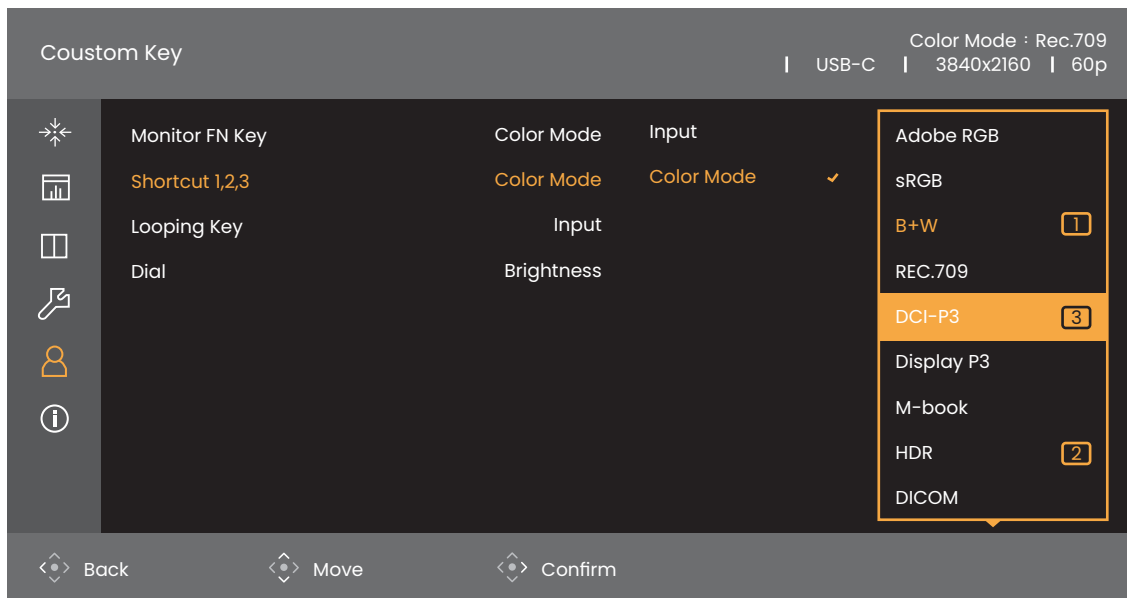 Coustom Key
Color Mode : Rec.709
| USB-C | 3840x2160 | 60p
Monitor FN Key Color Mode Input Adobe RGB
Shortcut 1,2,3 Color Mode Color Mode sRGB
Looping Key Input B+W 1
Dial Brightness REC.709
DCI-P3 3
Display P3
M-book
HDR 2
DICOM
Back Move Confirm